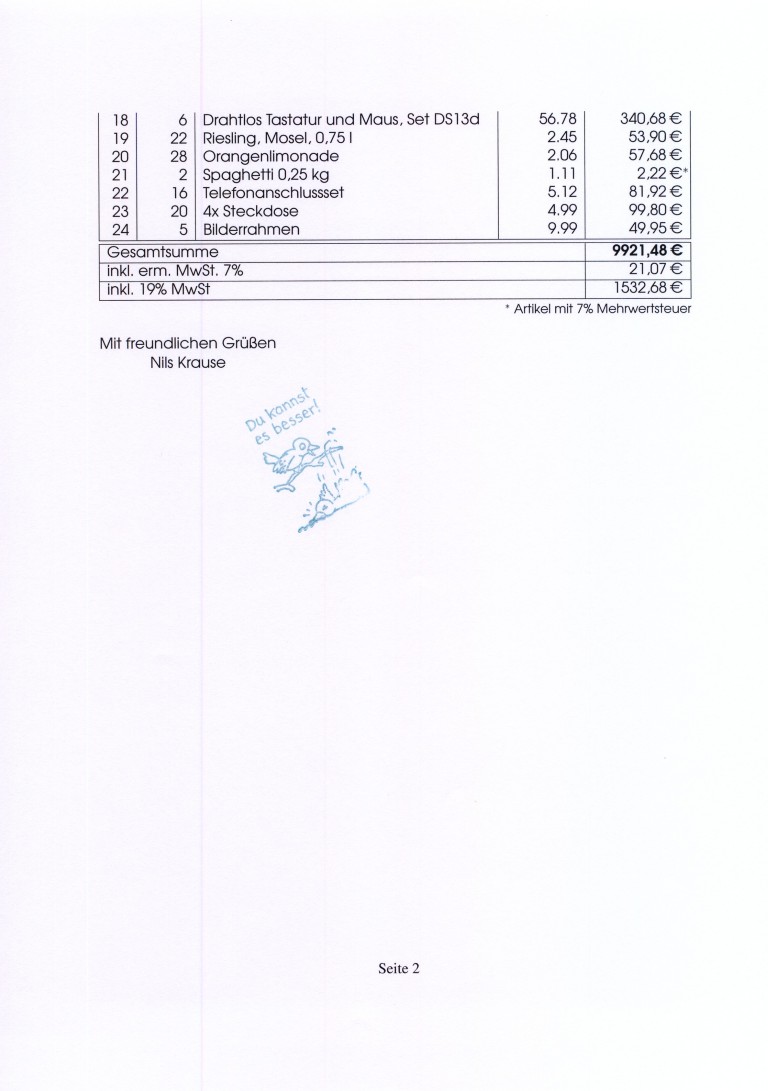 18 6 Drahtlos Tastatur und Maus, Set DS13d 56.78 340,68 €
19 22 Riesling, Mosel, 0,75 l 2.45 53,90 €
20 28 Orangenlimonade 2.06 57,68 €
21 2 Spaghetti 0,25 kg 1.11 2,22 €*
22 16 Telefonanschlussset 5.12 81,92 €
23 20 4x Steckdose 4.99 99,80 €
24 5 Bilderrahmen 9.99 49,95 €
Gesamtsumme 9921,48 €
inkl. erm. MwSt. 7% 21,07 €
inkl. 19% MwSt 1532,68 €
* Artikel mit 7% Mehrwertsteuer
Mit freundlichen Grüßen
Nils Krause
Du kannst
es besser!
Seite 2